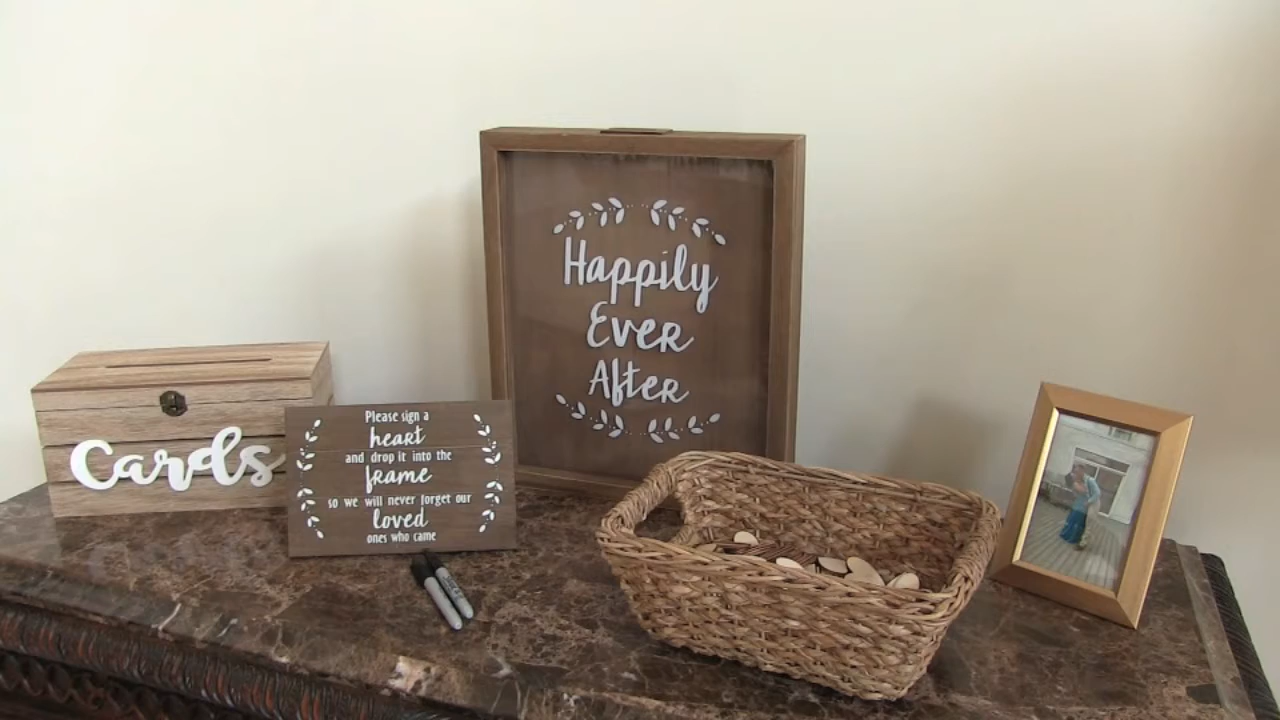 Happily
Ever
After
Cards
Please sign a
heart
and drop it into the
frame
so we will never forget our
loved
ones who came